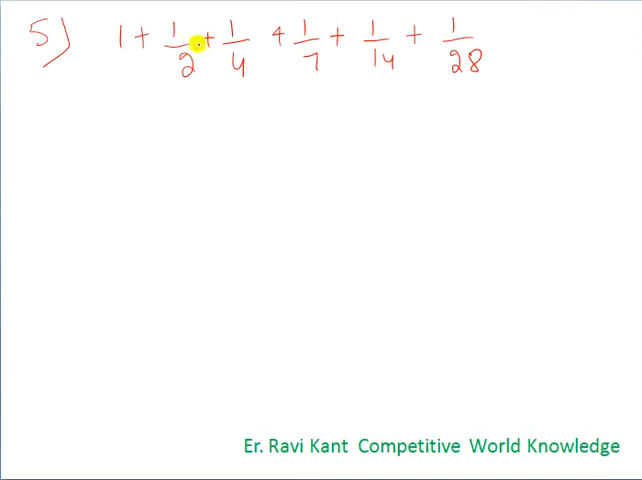 5) 1 + 1/2 + 1/4 + 1/7 + 1/14 + 1/28
Er. Ravi Kant Competitive World Knowledge